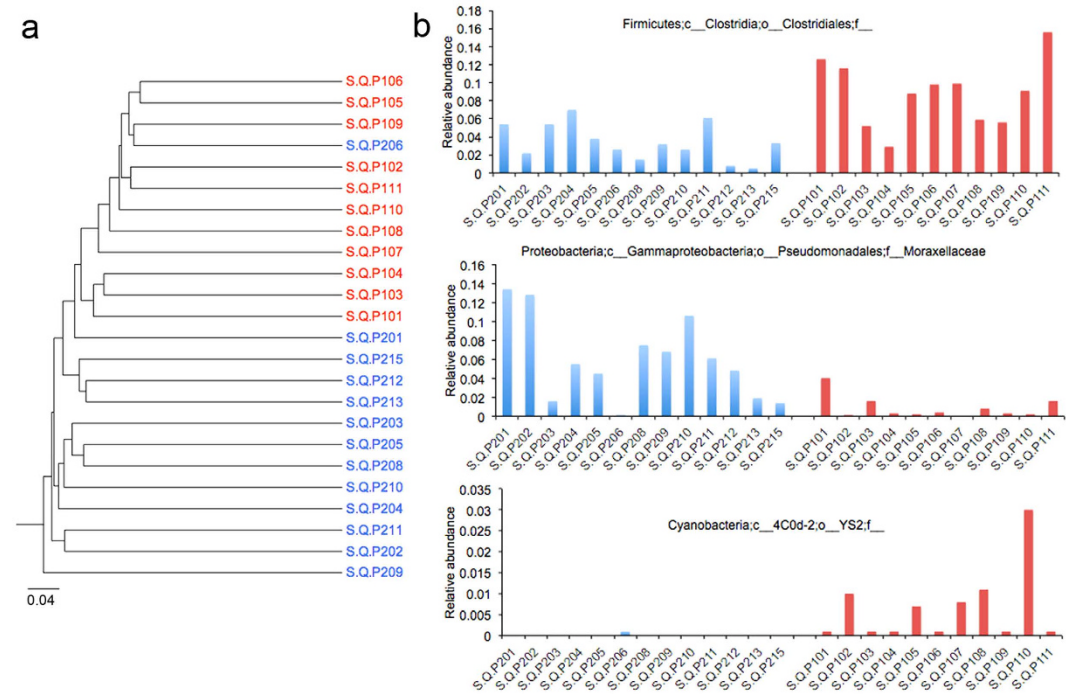 a
S.Q.P106
S.Q.P105
S.Q.P109
S.Q.P206
S.Q.P102
S.Q.P111
S.Q.P110
S.Q.P108
S.Q.P107
S.Q.P104
S.Q.P103
S.Q.P101
S.Q.P201
S.Q.P215
S.Q.P212
S.Q.P213
S.Q.P203
S.Q.P205
S.Q.P208
S.Q.P210
S.Q.P204
S.Q.P211
S.Q.P202
S.Q.P209
0.04
b
Firmicutes;c__Clostridia;o__Clostridiales;f__
Relative abundance
0.18
0.16
0.14
0.12
0.1
0.08
0.06
0.04
0.02
0
S.Q.P201
S.Q.P202
S.Q.P203
S.Q.P204
S.Q.P205
S.Q.P206
S.Q.P208
S.Q.P209
S.Q.P210
S.Q.P211
S.Q.P212
S.Q.P213
S.Q.P215
S.Q.P101
S.Q.P102
S.Q.P103
S.Q.P104
S.Q.P105
S.Q.P106
S.Q.P107
S.Q.P108
S.Q.P109
S.Q.P110
S.Q.P111
Proteobacteria;c__Gammaproteobacteria;o__Pseudomonadales;f__Moraxellaceae
Relative abundance
0.16
0.14
0.12
0.1
0.08
0.06
0.04
0.02
0
S.Q.P201
S.Q.P202
S.Q.P203
S.Q.P204
S.Q.P205
S.Q.P206
S.Q.P208
S.Q.P209
S.Q.P210
S.Q.P211
S.Q.P212
S.Q.P213
S.Q.P215
S.Q.P101
S.Q.P102
S.Q.P103
S.Q.P104
S.Q.P105
S.Q.P106
S.Q.P107
S.Q.P108
S.Q.P109
S.Q.P110
S.Q.P111
Cyanobacteria;c__4C0d-2;o__YS2;f__
Relative abundance
0.035
0.03
0.025
0.02
0.015
0.01
0.005
0
S.Q.P201
S.Q.P202
S.Q.P203
S.Q.P204
S.Q.P205
S.Q.P206
S.Q.P208
S.Q.P209
S.Q.P210
S.Q.P211
S.Q.P212
S.Q.P213
S.Q.P215
S.Q.P101
S.Q.P102
S.Q.P103
S.Q.P104
S.Q.P105
S.Q.P106
S.Q.P107
S.Q.P108
S.Q.P109
S.Q.P110
S.Q.P111